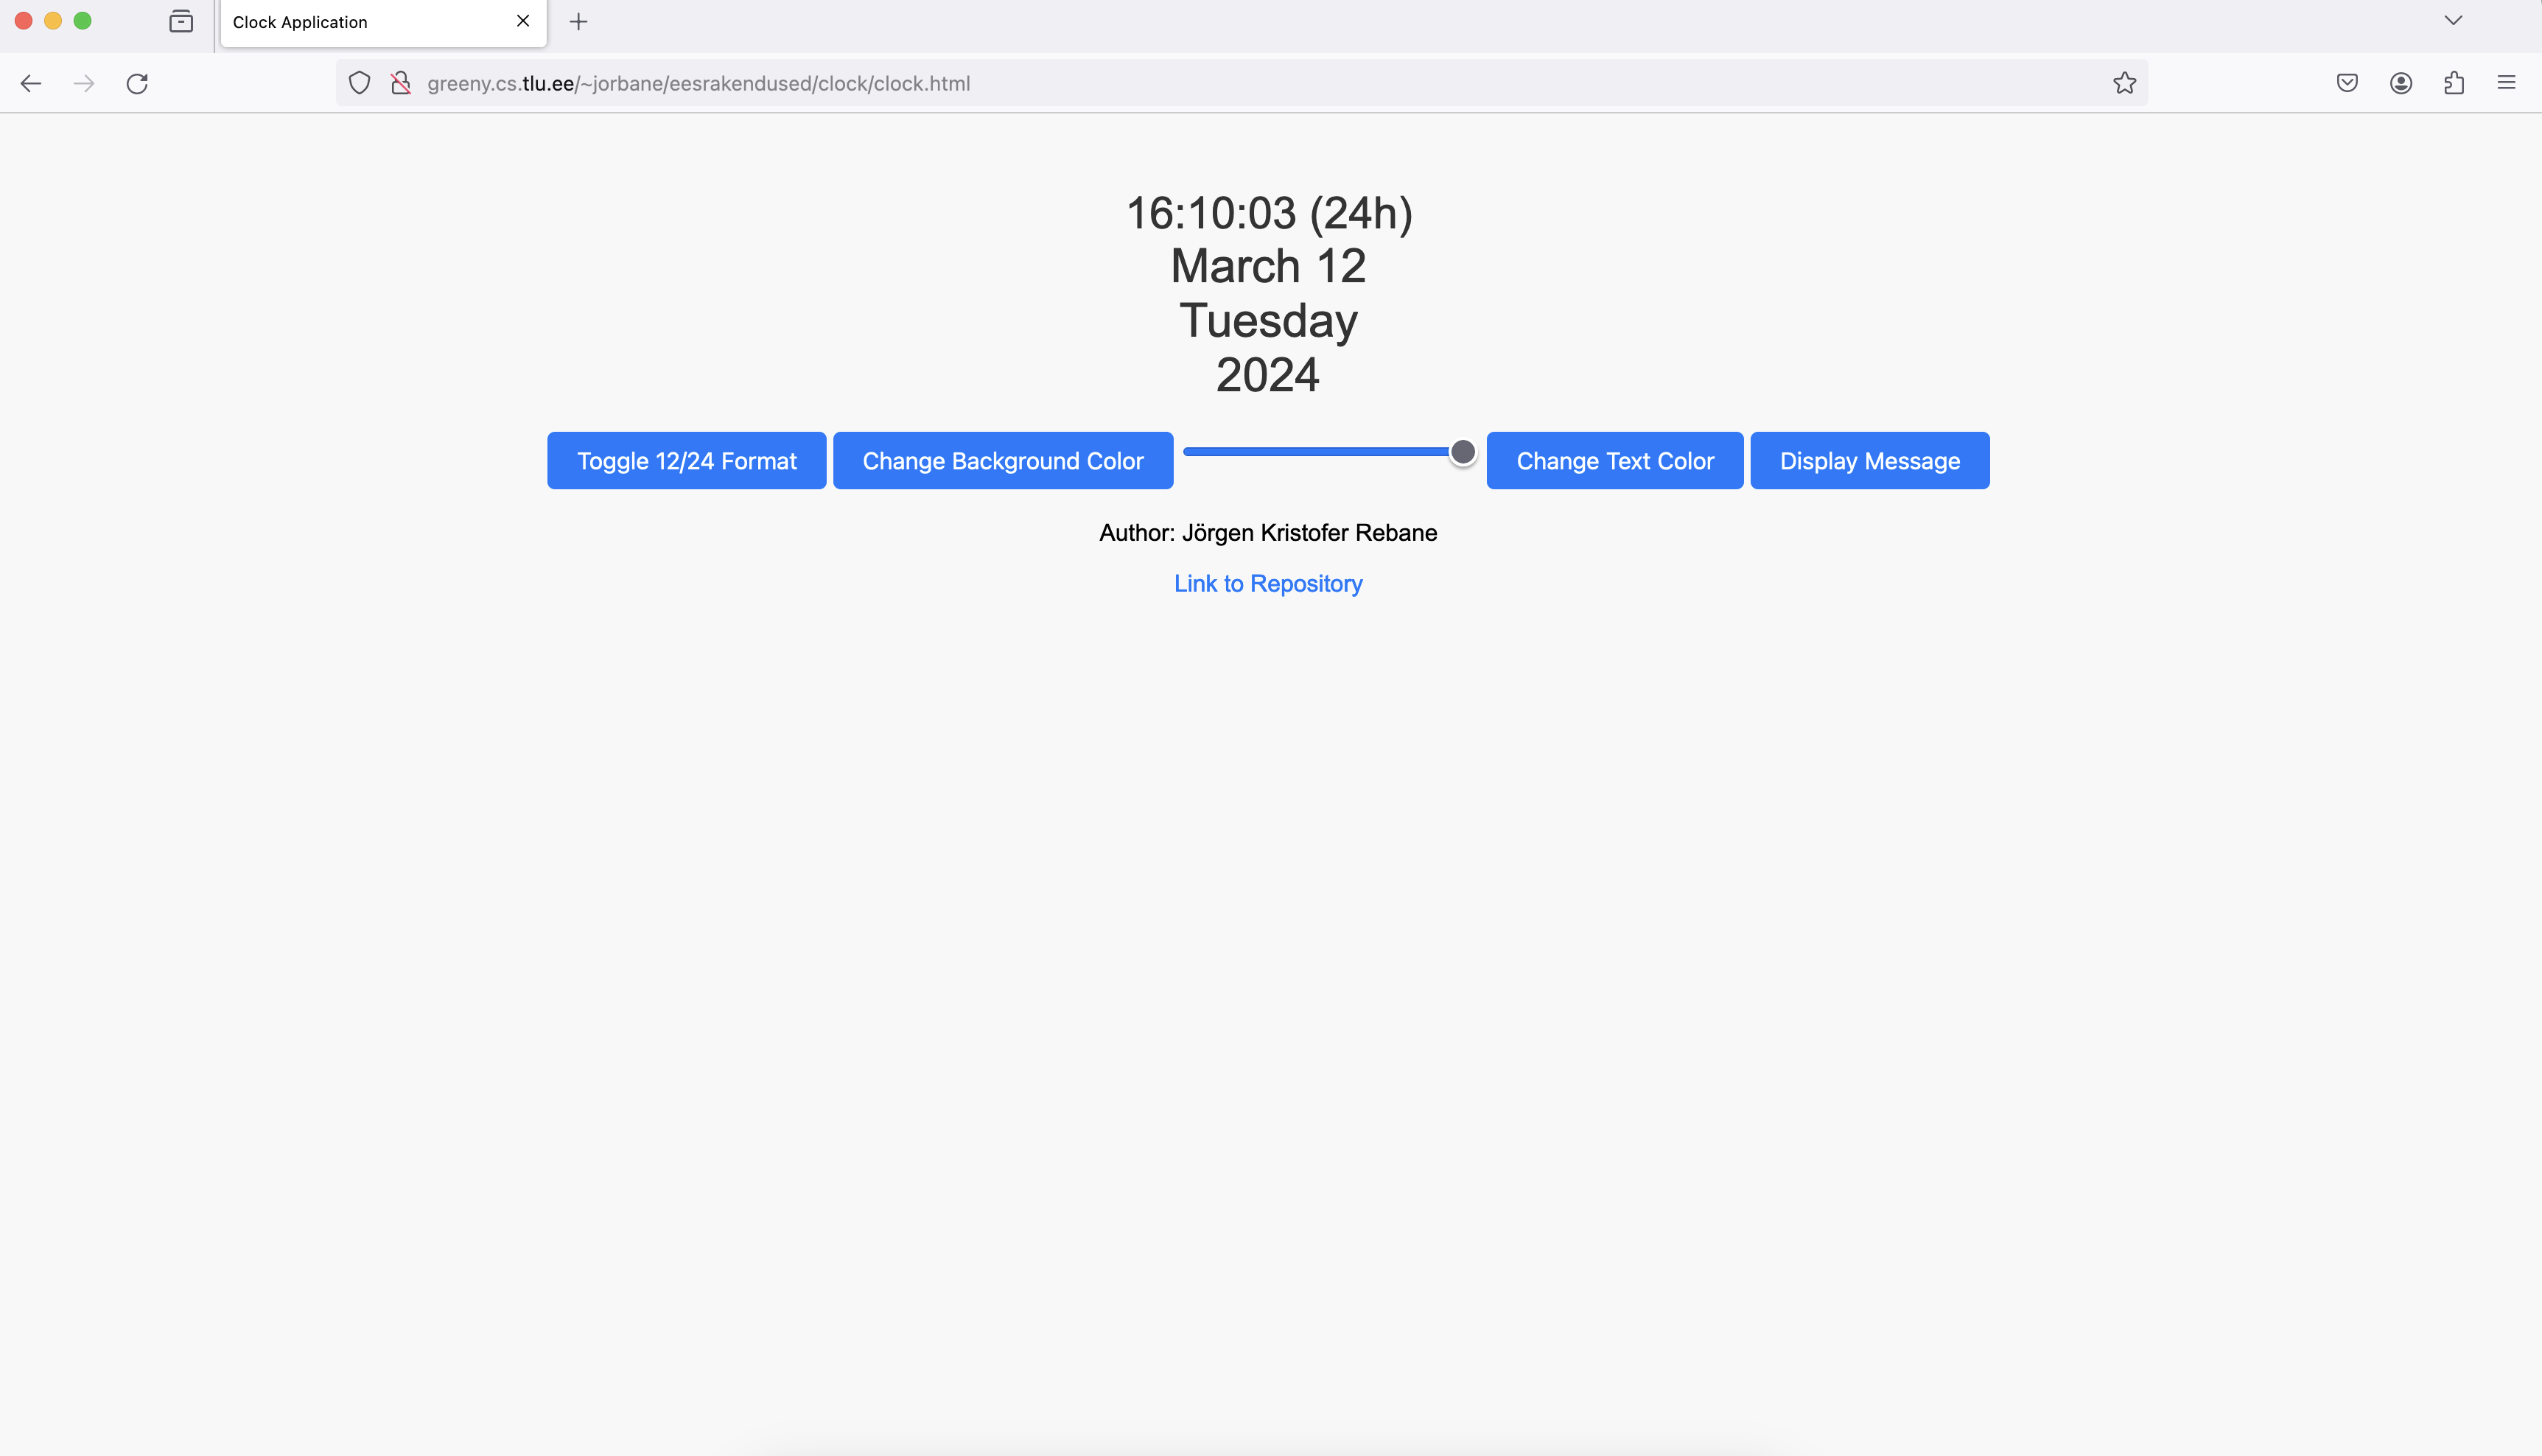 Clock Application
greeny.cs.tlu.ee/~jorbane/eesrakendused/clock/clock.html
16:10:03 (24h)
March 12
Tuesday
2024
Toggle 12/24 Format
Change Background Color
Change Text Color
Display Message
Author: Jörgen Kristofer Rebane
Link to Repository